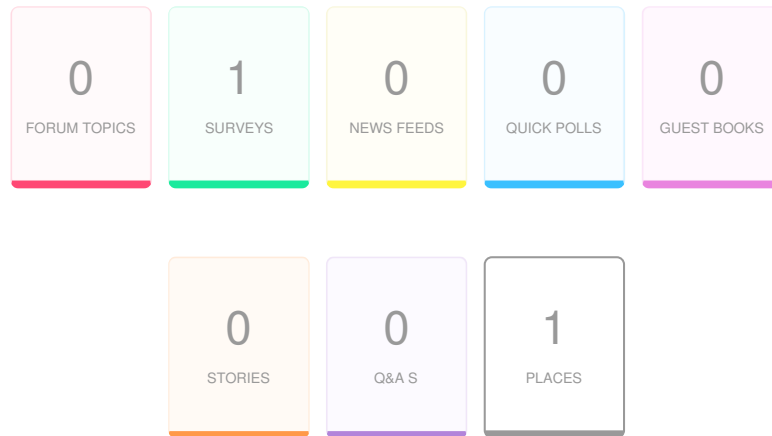 0 1 0 0 0
FORUM TOPICS SURVEYS NEWS FEEDS QUICK POLLS GUEST BOOKS
0 0 1
STORIES Q&A S PLACES